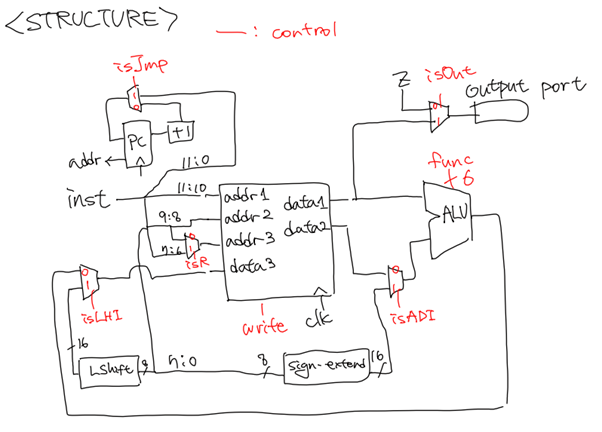 <STRUCTURE>
— : control
isJmp
0
1
PC
+1
addr
11:0
Z
isOut
0
1
output port
inst
11:10
addr1
data1
func
6
ALU
9:8
addr2
data2
7:6
0
1
isR
addr3
data3
write
clk
0
1
isLHI
0
1
isADI
16
LShift
8
7:0
8
sign-extend
16